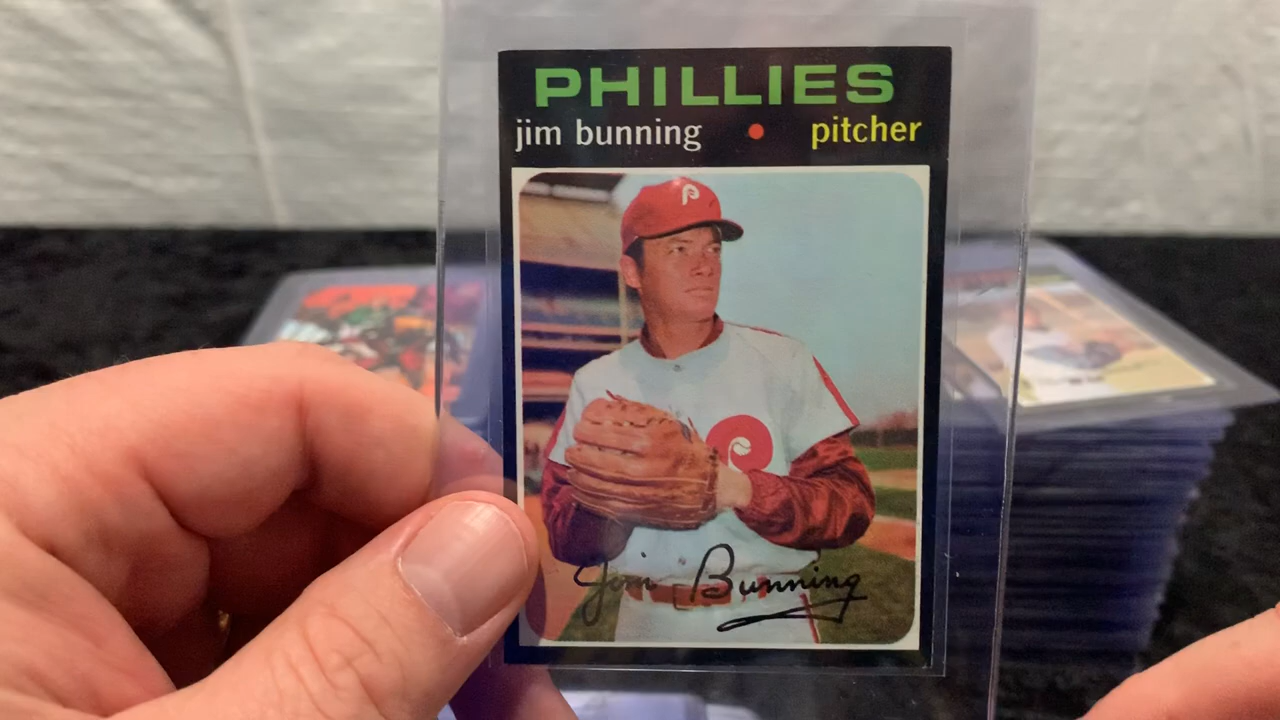 PHILLIES
jim bunning • pitcher
P
P
Jim Bunning